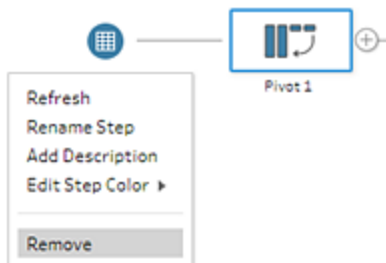 Pivot 1
Refresh
Rename Step
Add Description
Edit Step Color
Remove